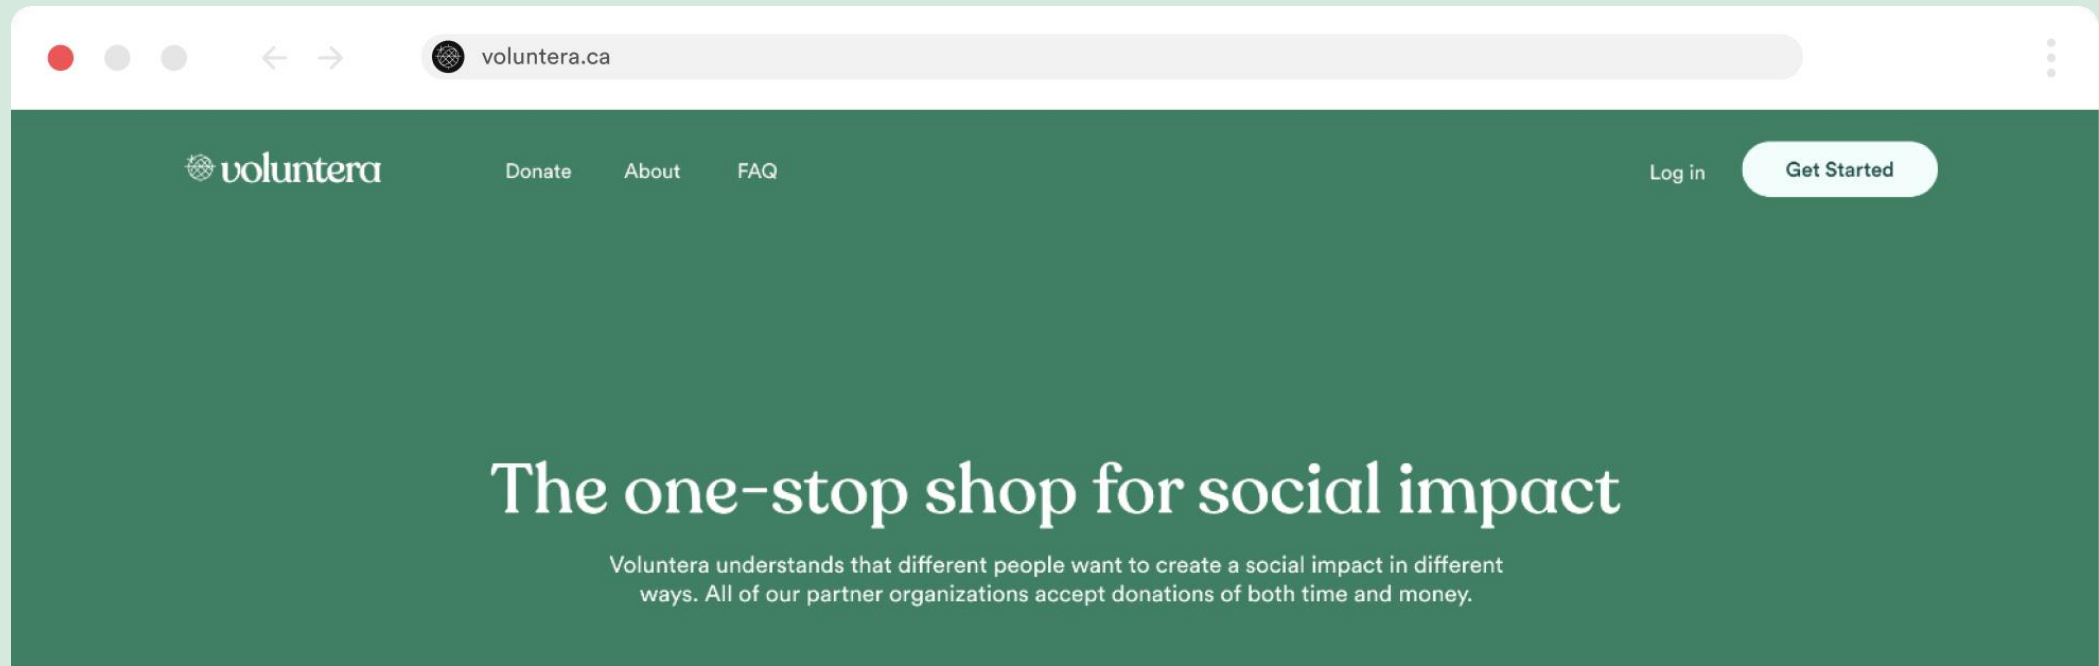 voluntera.ca
voluntera
Donate
About
FAQ
Log in
Get Started
The one-stop shop for social impact
Voluntera understands that different people want to create a social impact in different
ways. All of our partner organizations accept donations of both time and money.